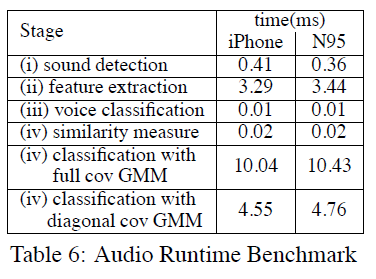 Stage time(ms)
iPhone N95
(i) sound detection 0.41 0.36
(ii) feature extraction 3.29 3.44
(iii) voice classification 0.01 0.01
(iv) similarity measure 0.02 0.02
(iv) classification with
full cov GMM 10.04 10.43
(iv) classification with
diagonal cov GMM 4.55 4.76
Table 6: Audio Runtime Benchmark